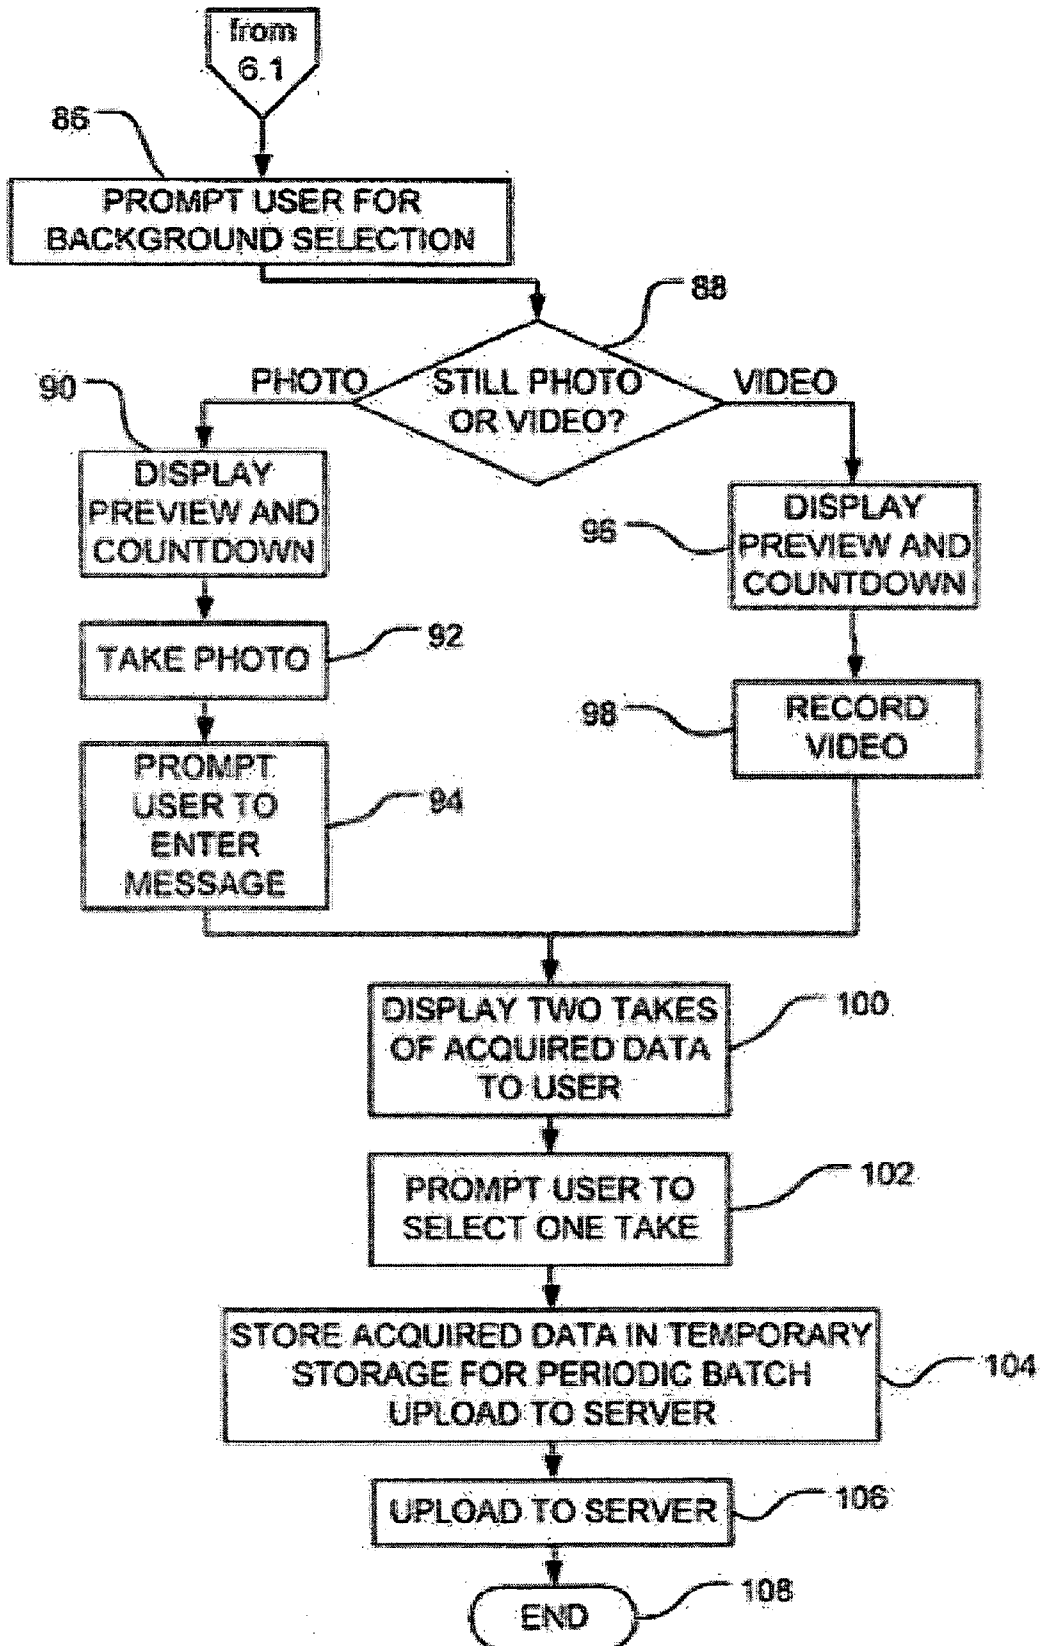 from
6.1
86
PROMPT USER FOR
BACKGROUND SELECTION
88
PHOTO
STILL PHOTO
OR VIDEO?
VIDEO
90
DISPLAY
PREVIEW AND
COUNTDOWN
96
DISPLAY
PREVIEW AND
COUNTDOWN
TAKE PHOTO
92
98
RECORD
VIDEO
PROMPT
USER TO
ENTER
MESSAGE
94
DISPLAY TWO TAKES
OF ACQUIRED DATA
TO USER
100
PROMPT USER TO
SELECT ONE TAKE
102
STORE ACQUIRED DATA IN TEMPORARY
STORAGE FOR PERIODIC BATCH
UPLOAD TO SERVER
104
UPLOAD TO SERVER
106
END
108